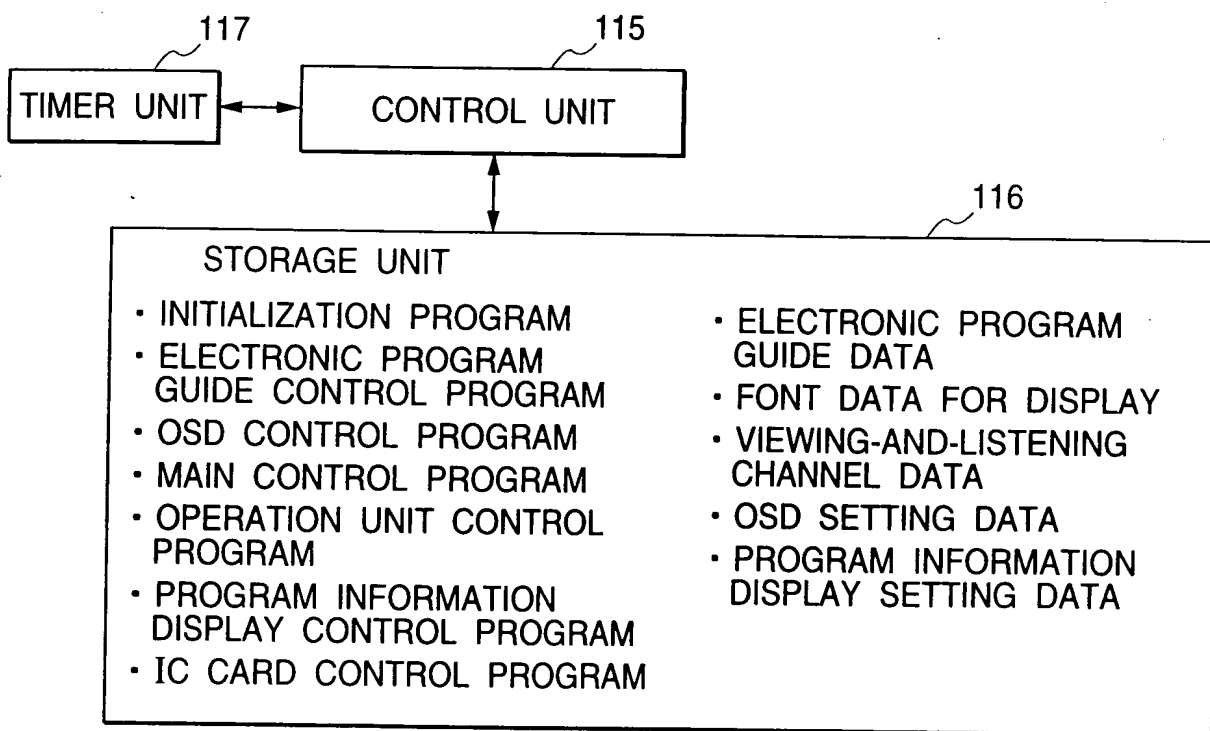 117
115
TIMER UNIT
CONTROL UNIT
116
STORAGE UNIT
· INITIALIZATION PROGRAM
· ELECTRONIC PROGRAM
GUIDE CONTROL PROGRAM
· OSD CONTROL PROGRAM
· MAIN CONTROL PROGRAM
· OPERATION UNIT CONTROL
PROGRAM
· PROGRAM INFORMATION
DISPLAY CONTROL PROGRAM
· IC CARD CONTROL PROGRAM
· ELECTRONIC PROGRAM
GUIDE DATA
· FONT DATA FOR DISPLAY
· VIEWING-AND-LISTENING
CHANNEL DATA
· OSD SETTING DATA
· PROGRAM INFORMATION
DISPLAY SETTING DATA